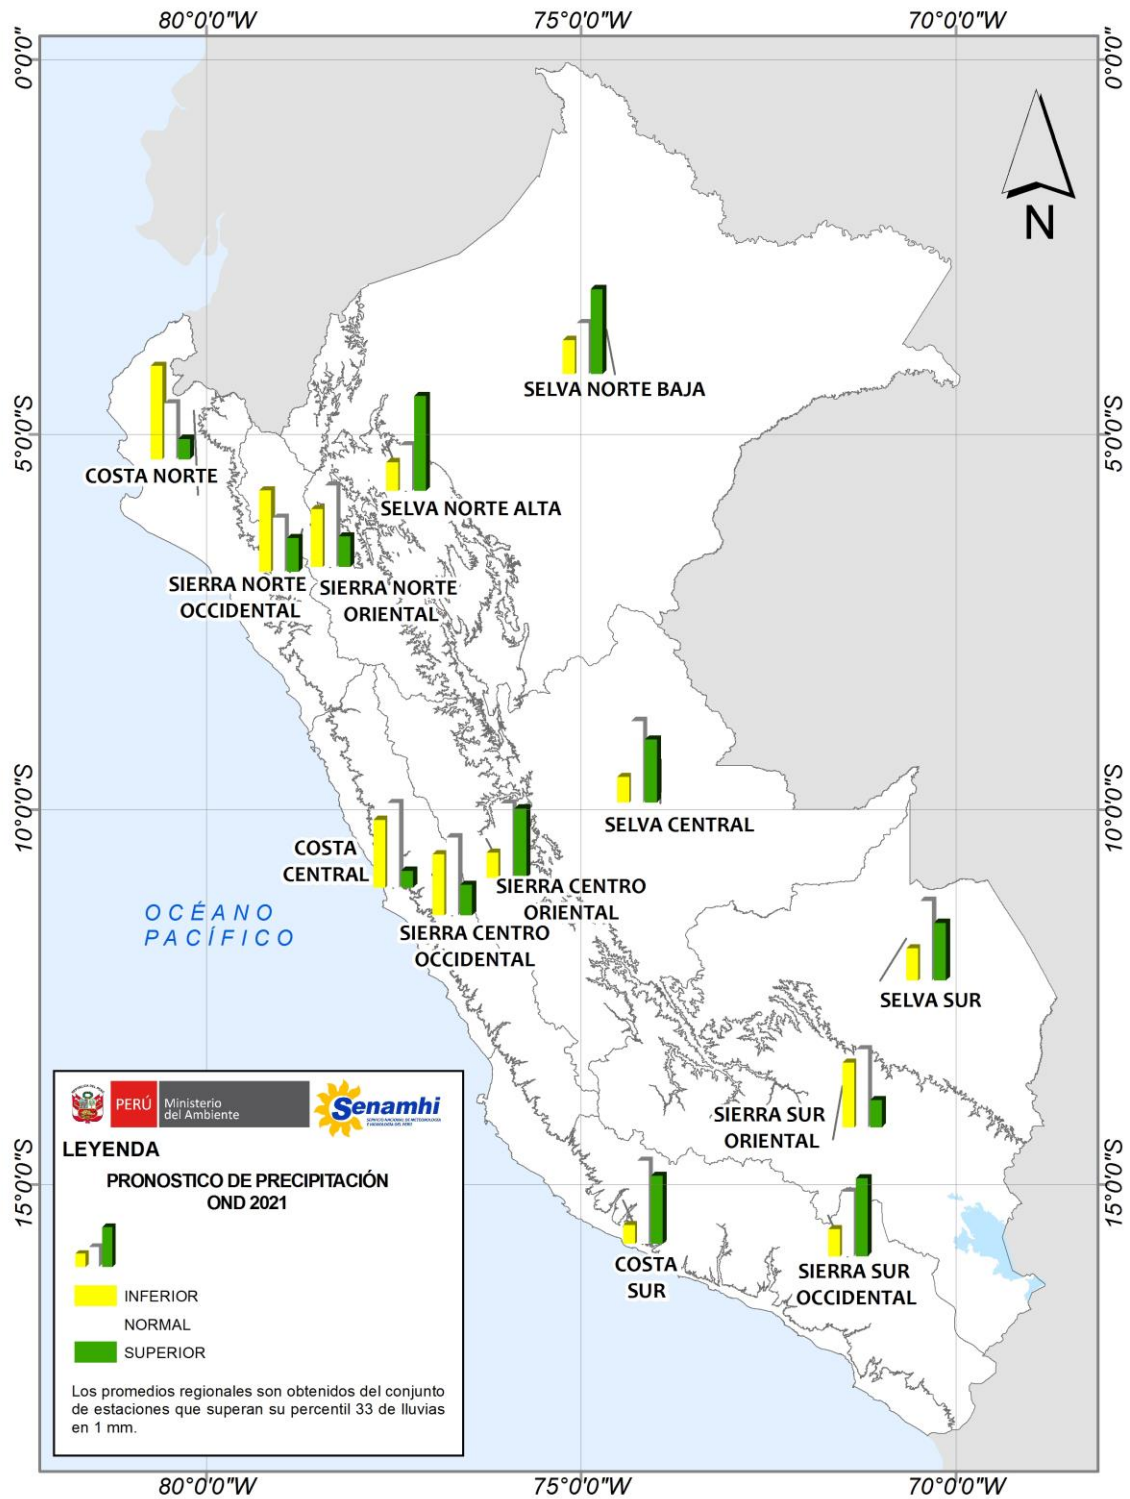 80°0'0"W
75°0'0"W
70°0'0"W
0°0'0"
0°0'0"
N
SELVA NORTE BAJA
5°0'0"S
5°0'0"S
COSTA NORTE
SELVA NORTE ALTA
SIERRA NORTE
OCCIDENTAL
SIERRA NORTE
ORIENTAL
10°0'0"S
10°0'0"S
SELVA CENTRAL
COSTA
CENTRAL
SIERRA CENTRO
ORIENTAL
OCÉANO
PACÍFICO
SIERRA CENTRO
OCCIDENTAL
SELVA SUR
SIERRA SUR
ORIENTAL
15°0'0"S
15°0'0"S
COSTA
SUR
SIERRA SUR
OCCIDENTAL
PERÚ
Ministerio
del Ambiente
Senamhi
LEYENDA
PRONOSTICO DE PRECIPITACIÓN
OND 2021
INFERIOR
NORMAL
SUPERIOR
Los promedios regionales son obtenidos del conjunto
de estaciones que superan su percentil 33 de lluvias
en 1 mm.
80°0'0"W
75°0'0"W
70°0'0"W